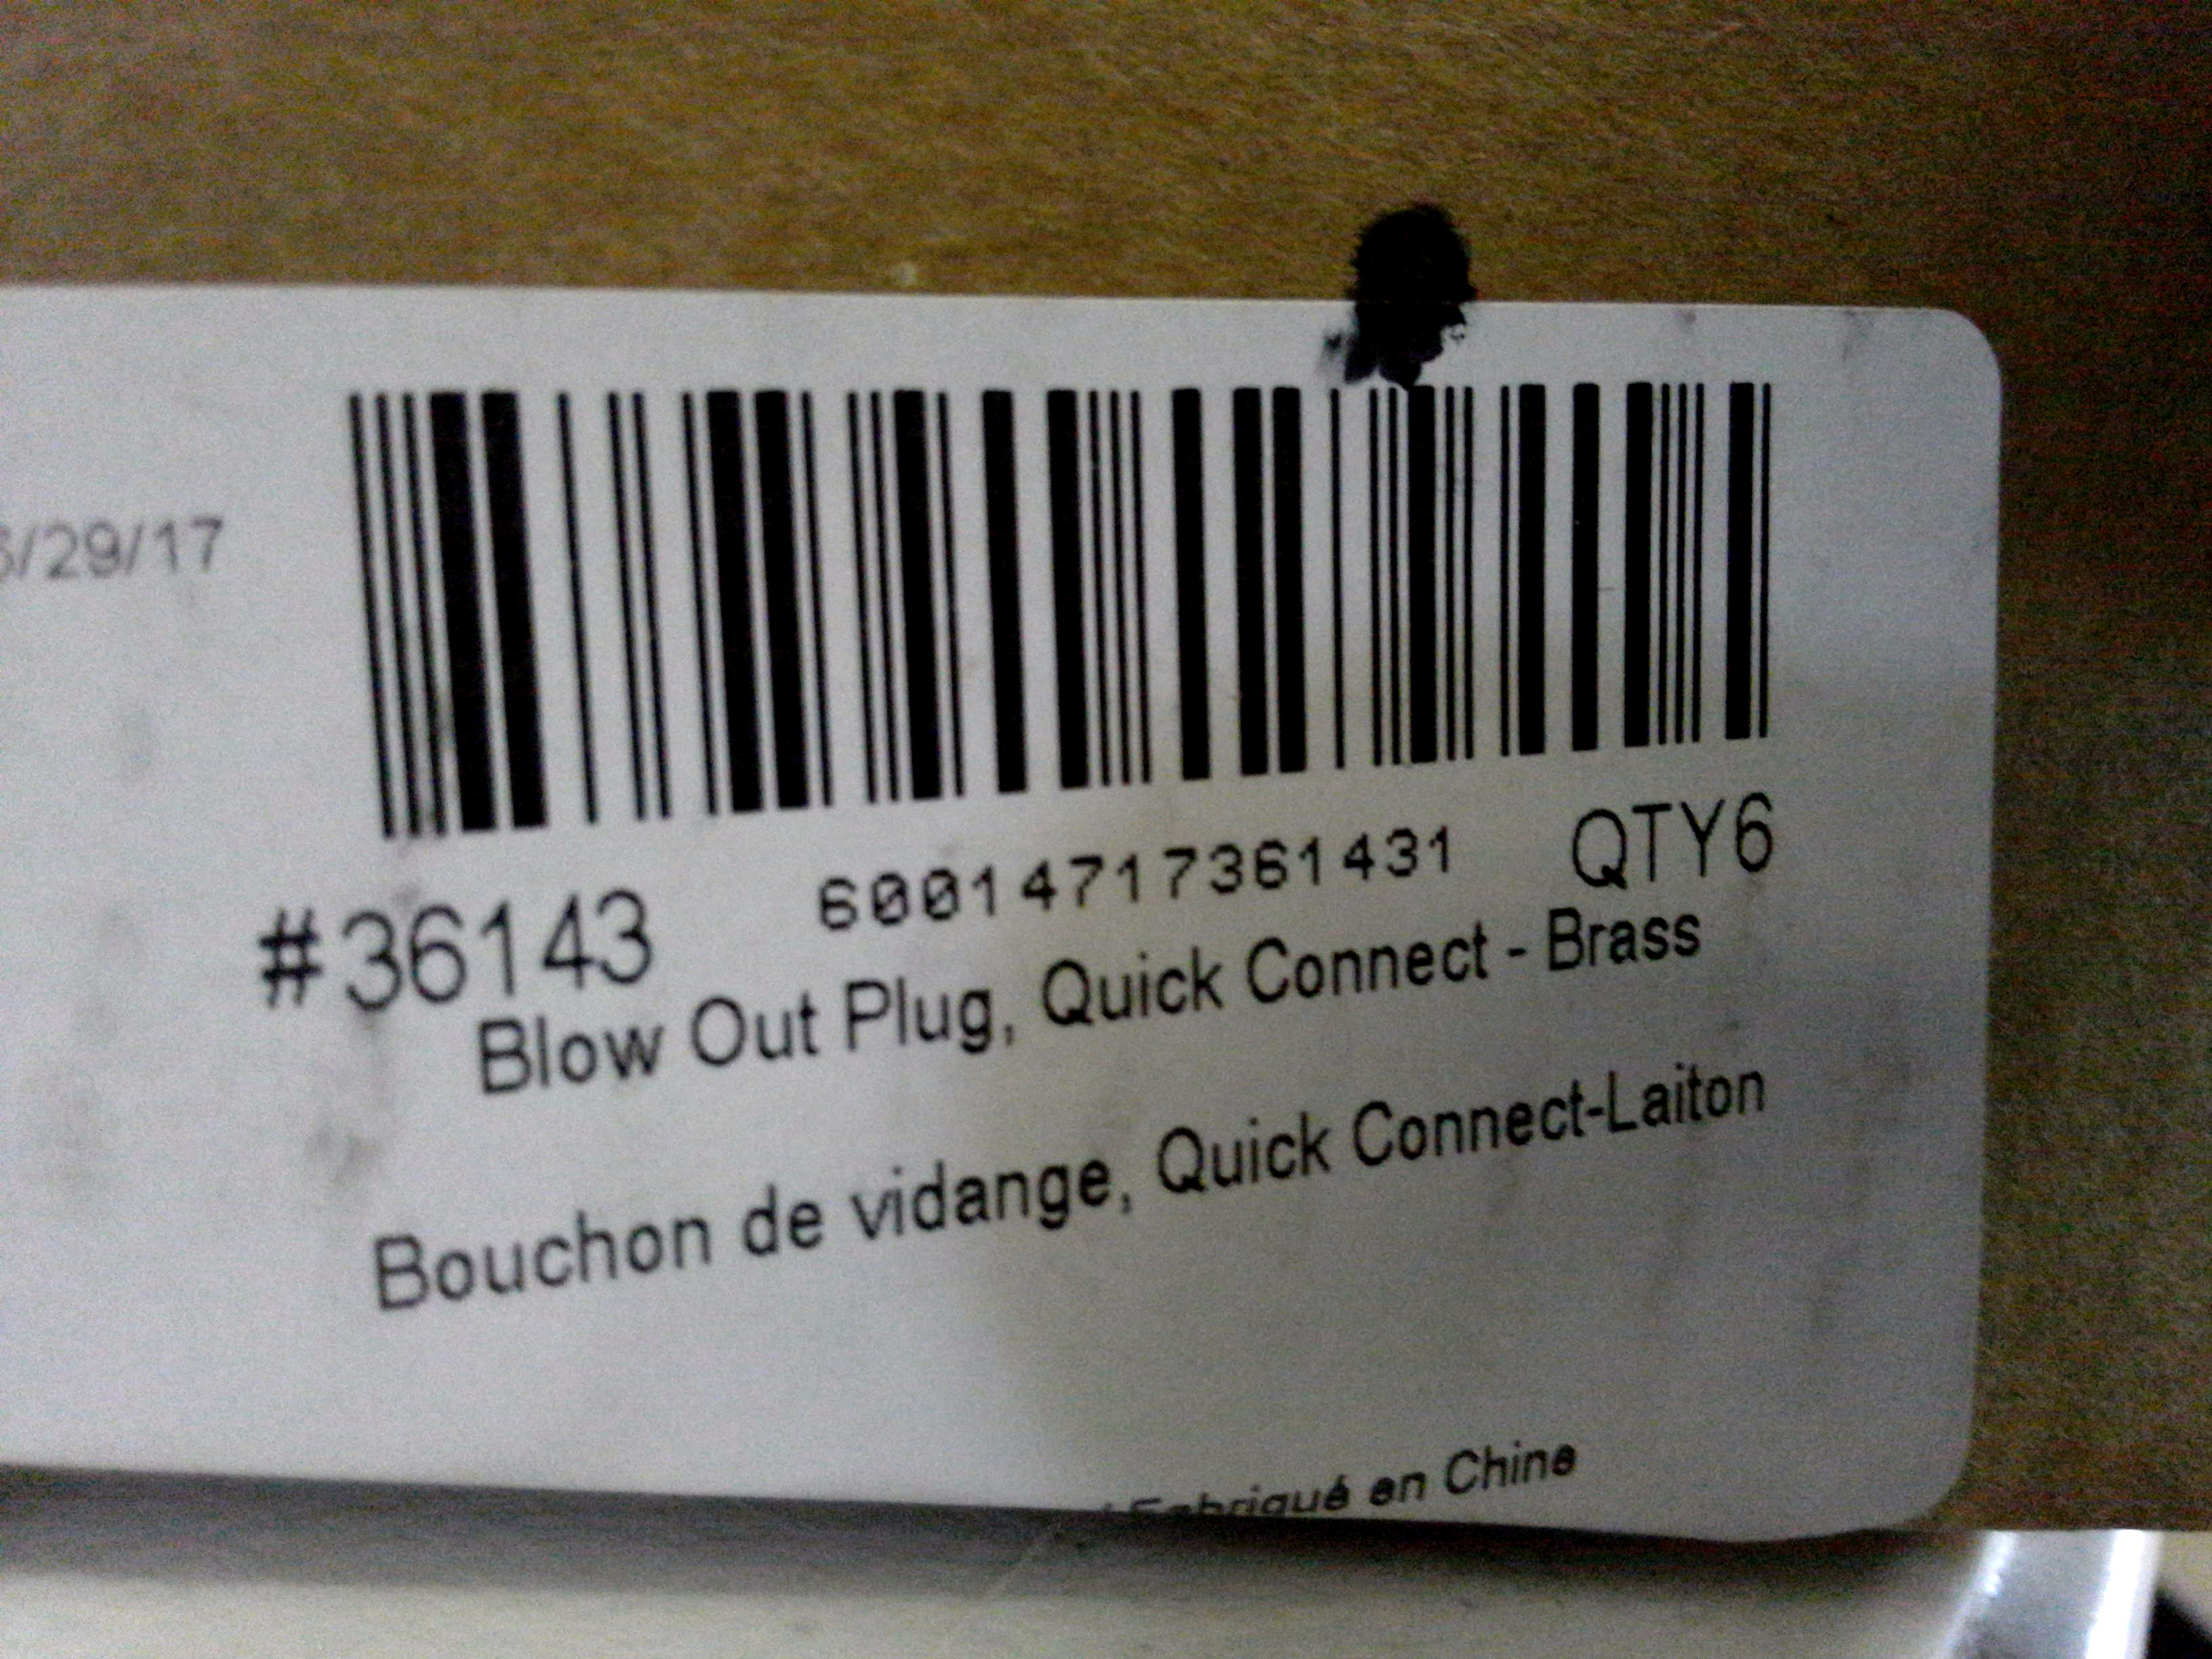 6/29/17
60014717361431 QTY6
#36143
Blow Out Plug, Quick Connect - Brass
Bouchon de vidange, Quick Connect-Laiton
/ Fabriqué en Chine